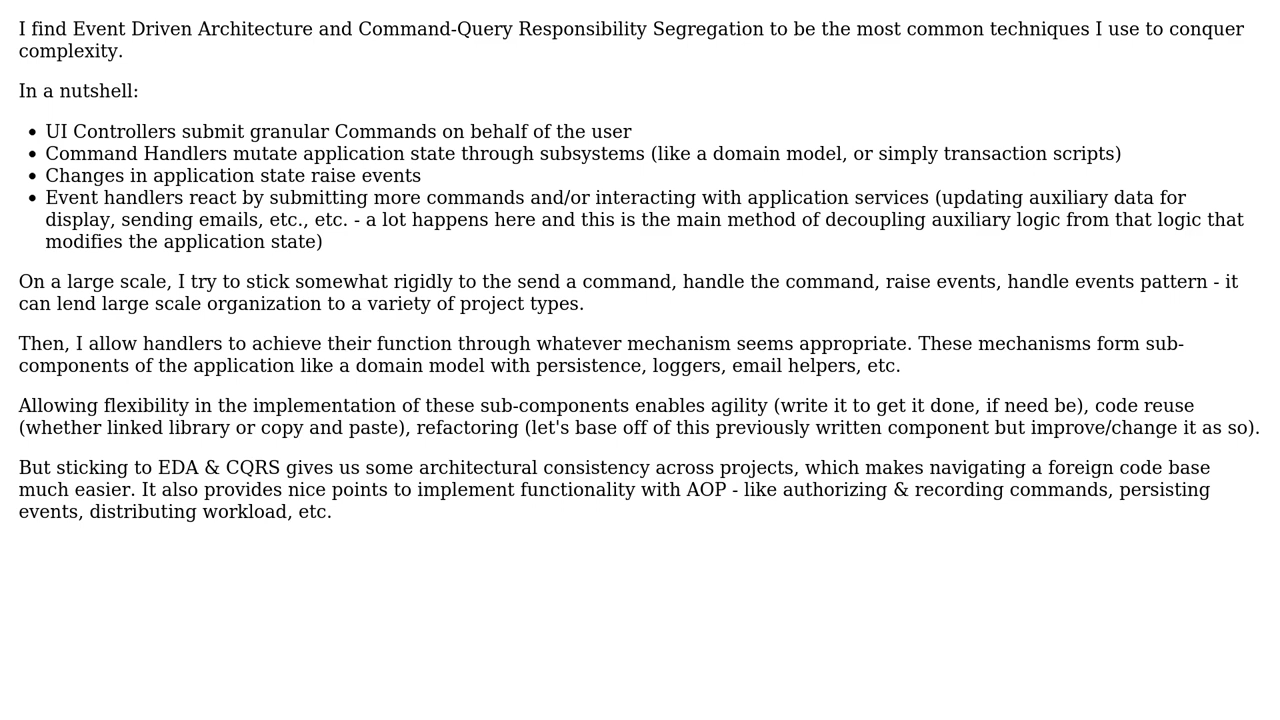 I find Event Driven Architecture and Command-Query Responsibility Segregation to be the most common techniques I use to conquer
complexity.
In a nutshell:
• UI Controllers submit granular Commands on behalf of the user
• Command Handlers mutate application state through subsystems (like a domain model, or simply transaction scripts)
• Changes in application state raise events
• Event handlers react by submitting more commands and/or interacting with application services (updating auxiliary data for
display, sending emails, etc., etc. - a lot happens here and this is the main method of decoupling auxiliary logic from that logic that
modifies the application state)
On a large scale, I try to stick somewhat rigidly to the send a command, handle the command, raise events, handle events pattern - it
can lend large scale organization to a variety of project types.
Then, I allow handlers to achieve their function through whatever mechanism seems appropriate. These mechanisms form sub-
components of the application like a domain model with persistence, loggers, email helpers, etc.
Allowing flexibility in the implementation of these sub-components enables agility (write it to get it done, if need be), code reuse
(whether linked library or copy and paste), refactoring (let's base off of this previously written component but improve/change it as so).
But sticking to EDA & CQRS gives us some architectural consistency across projects, which makes navigating a foreign code base
much easier. It also provides nice points to implement functionality with AOP - like authorizing & recording commands, persisting
events, distributing workload, etc.